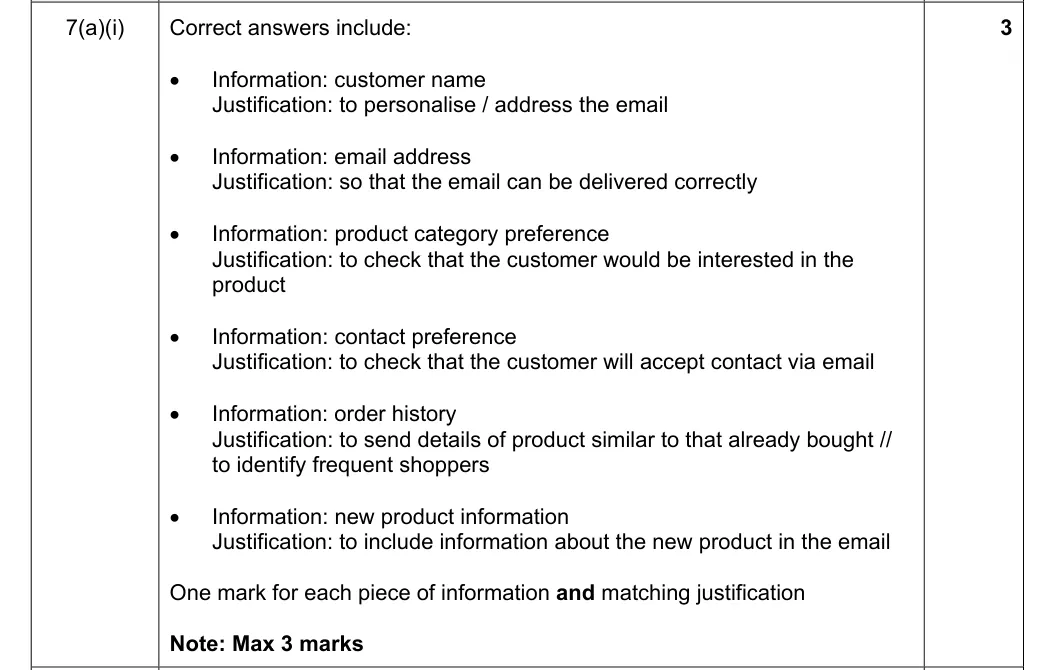 7(a)(i) Correct answers include: 3
• Information: customer name
Justification: to personalise / address the email
• Information: email address
Justification: so that the email can be delivered correctly
• Information: product category preference
Justification: to check that the customer would be interested in the
product
• Information: contact preference
Justification: to check that the customer will accept contact via email
• Information: order history
Justification: to send details of product similar to that already bought //
to identify frequent shoppers
• Information: new product information
Justification: to include information about the new product in the email
One mark for each piece of information and matching justification
Note: Max 3 marks